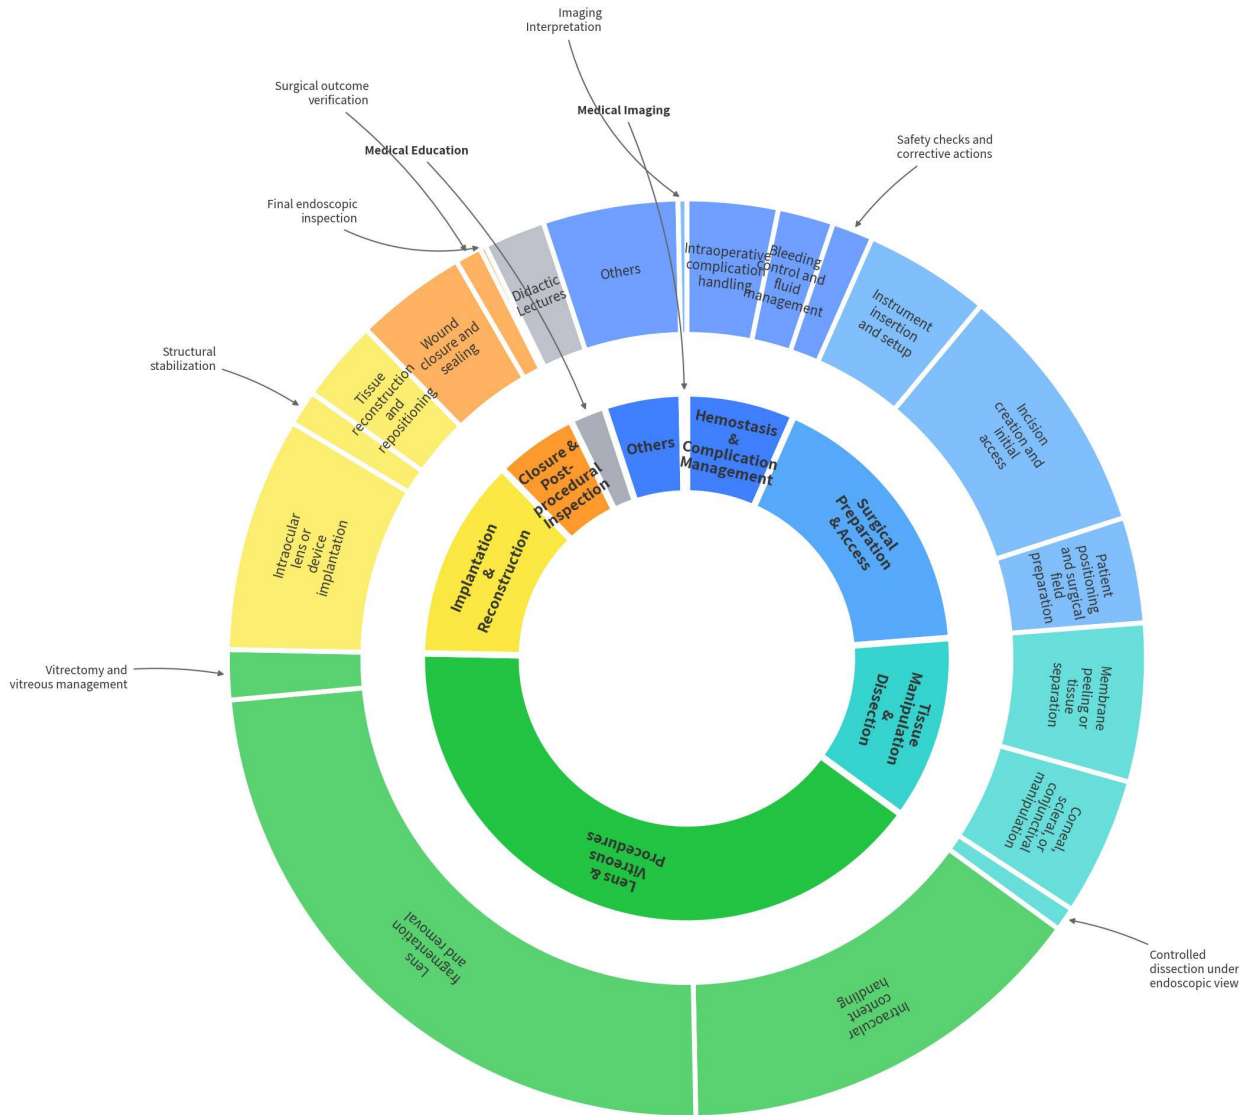 Imaging
Interpretation
Surgical outcome
verification
Medical Imaging
Medical Education
Safety checks and
corrective actions
Final endoscopic
inspection
Others
Intraoperative
complication
handling
Bleeding
control and
fluid
management
Didactic
Lectures
Instrument
insertion
and setup
Wound
closure and
sealing
Structural
stabilization
Tissue
reconstruction
and
repositioning
Incision
creation and
initial
access
Others
Hemostasis
&
Complication
Management
Closure &
Post-
procedural
Inspection
Surgical
Preparation
& Access
Intraocular
lens or
device
implantation
Implantation
&
Reconstruction
Patient
positioning
and surgical
field
preparation
Vitrectomy and
vitreous management
Tissue
Manipulation
&
Dissection
Membrane
peeling or
tissue
separation
Corneal,
scleral, or
conjunctival
manipulation
Lens &
Vitreous
Procedures
Lens
fragmentation
and removal
Intraocular
content
handling
Controlled
dissection under
endoscopic view